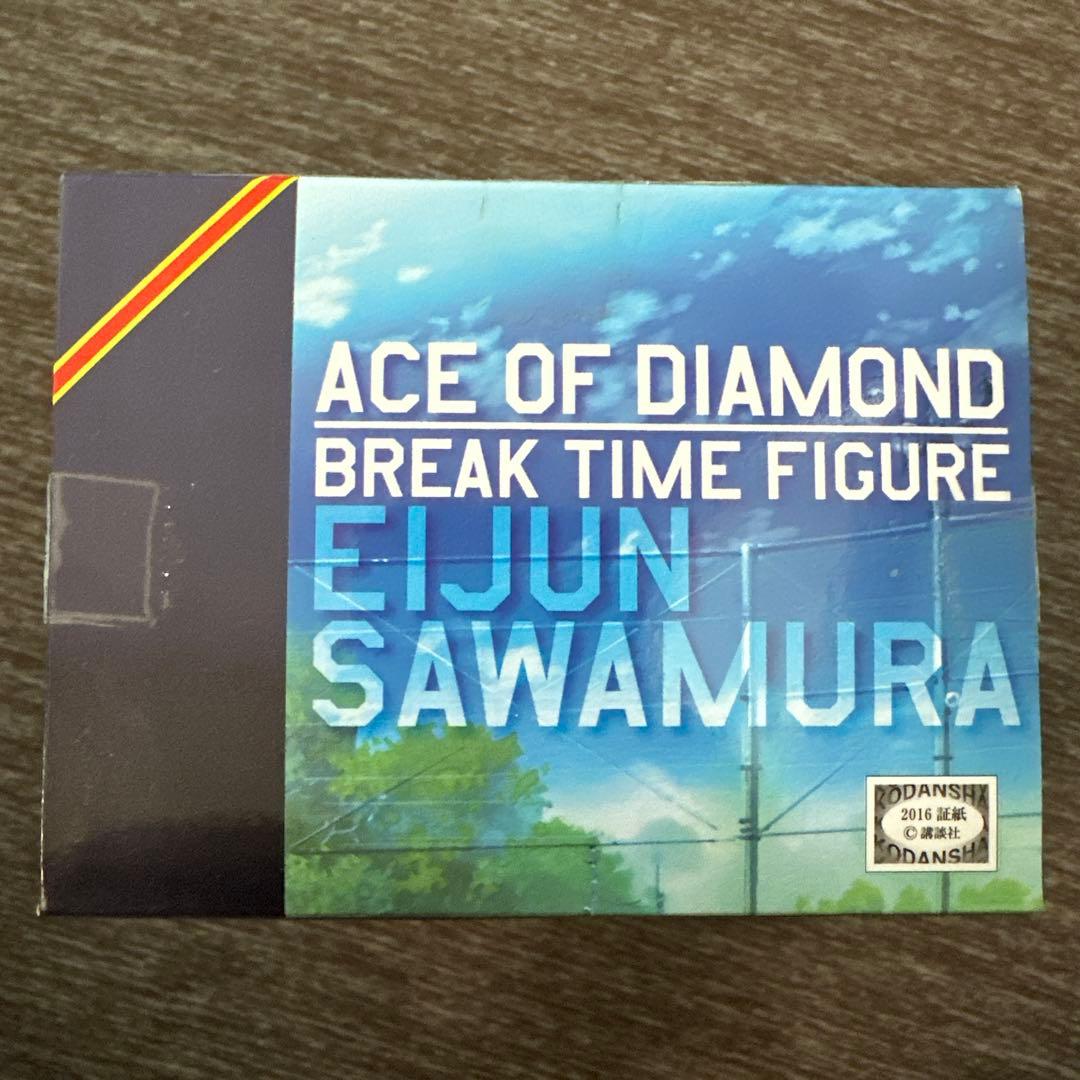 ACE OF DIAMOND
BREAK TIME FIGURE
EIJUN
SAWAMURA
KODANSHA
2016 証紙
©講談社
KODANSHA